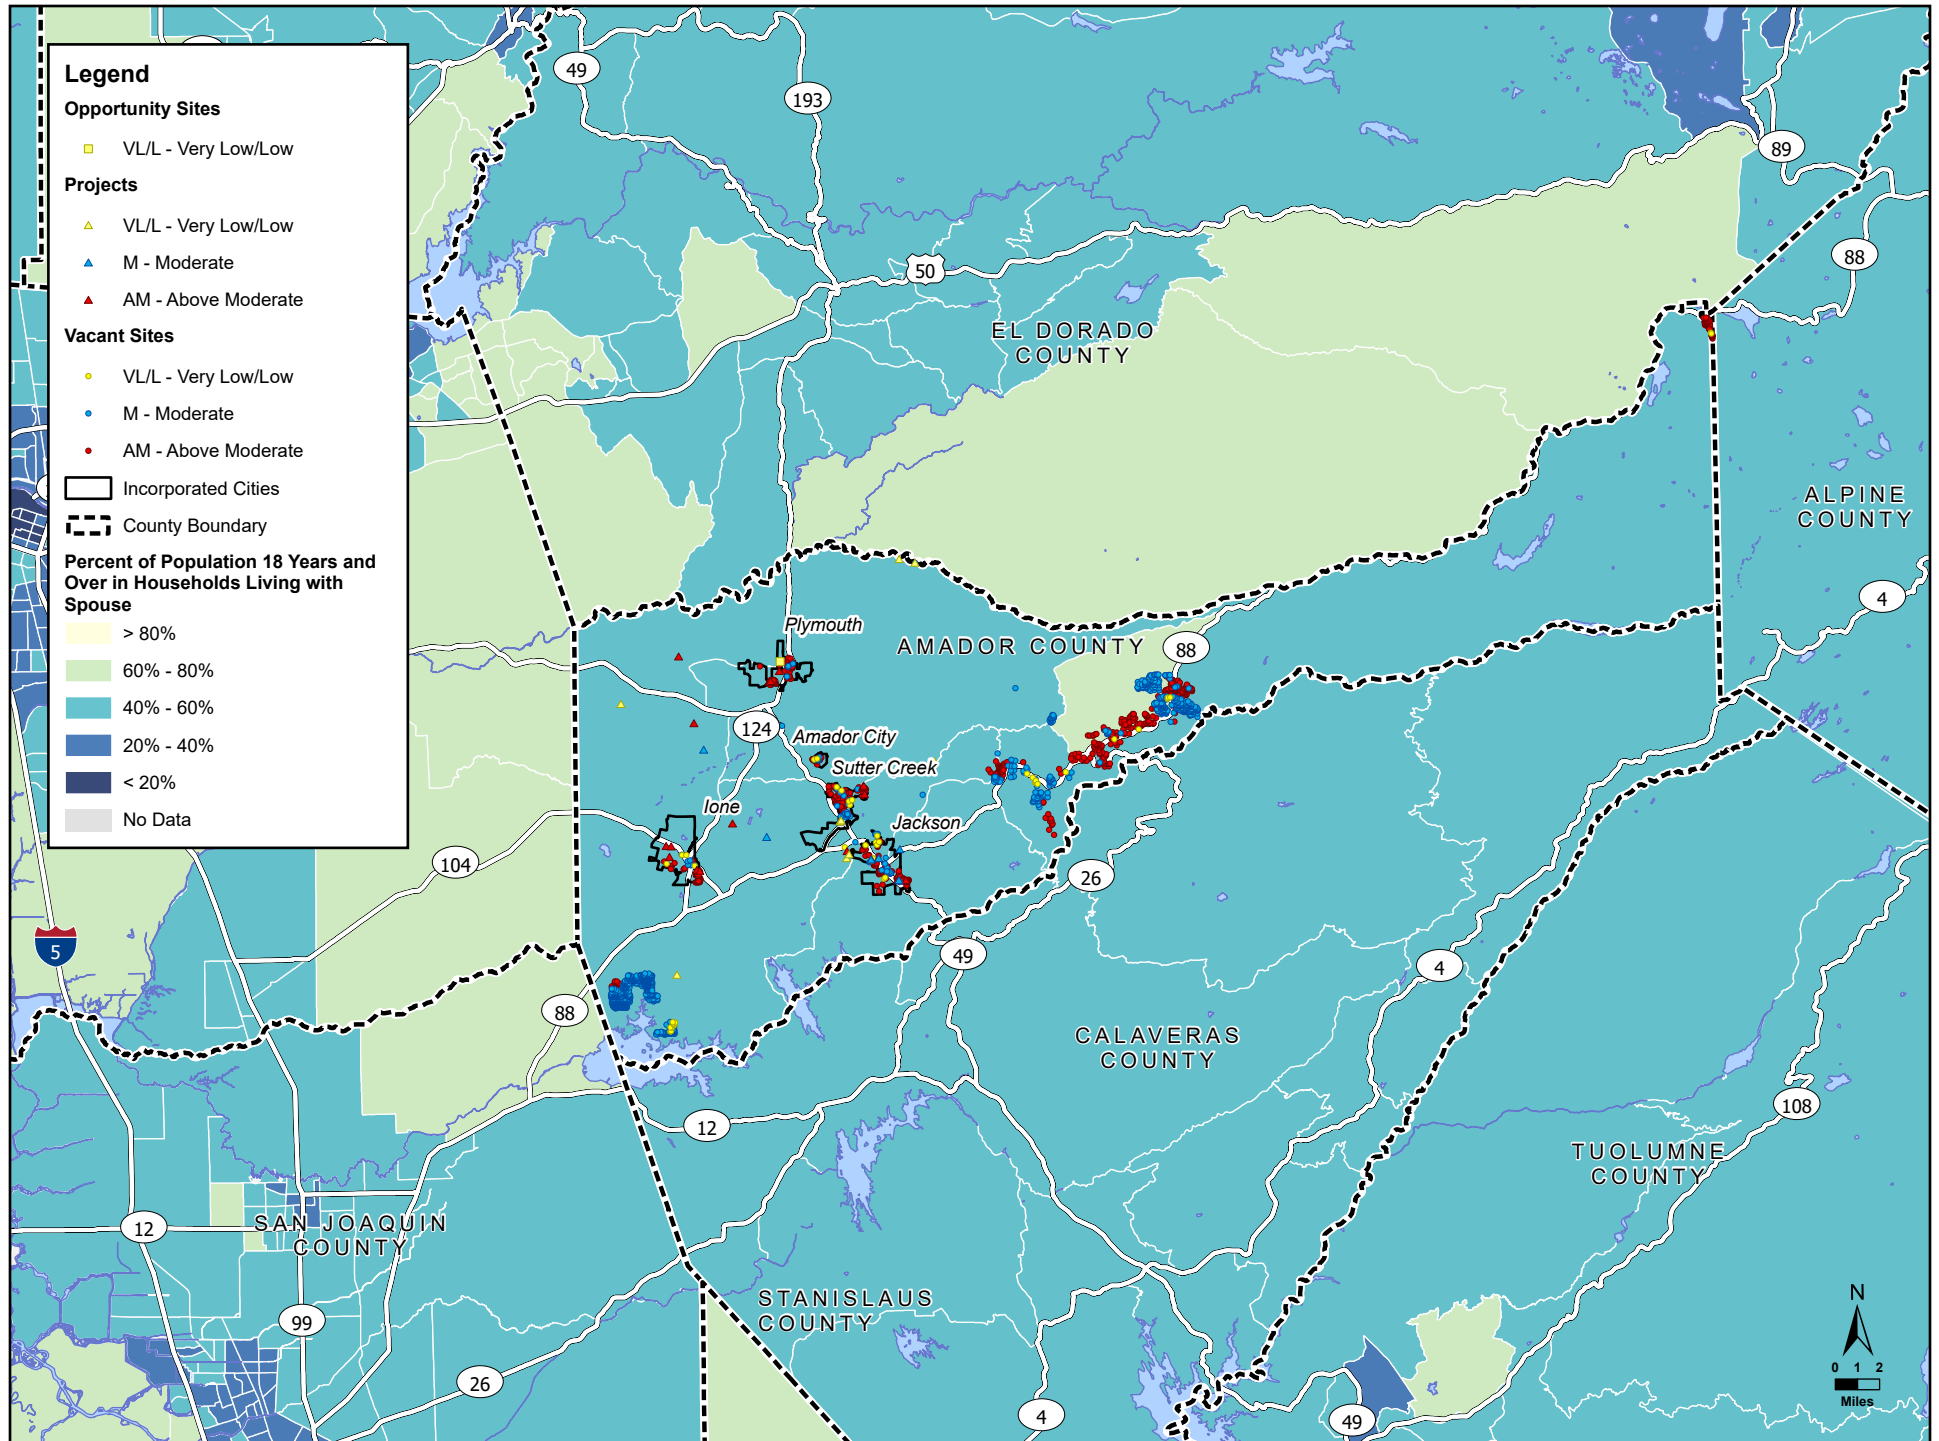 Legend
Opportunity Sites
VL/L - Very Low/Low
Projects
VL/L - Very Low/Low
M - Moderate
AM - Above Moderate
Vacant Sites
VL/L - Very Low/Low
M - Moderate
AM - Above Moderate
Incorporated Cities
County Boundary
Percent of Population 18 Years and
Over in Households Living with
Spouse
> 80%
60% - 80%
40% - 60%
20% - 40%
< 20%
No Data
49
193
89
50
88
EL DORADO
COUNTY
ALPINE
COUNTY
4
Plymouth
AMADOR COUNTY
88
124
Amador City
Sutter Creek
Ione
Jackson
104
26
5
49
4
88
CALAVERAS
COUNTY
12
108
TUOLUMNE
COUNTY
12
SAN JOAQUIN
COUNTY
STANISLAUS
COUNTY
99
26
4
49
N
0 1 2
Miles